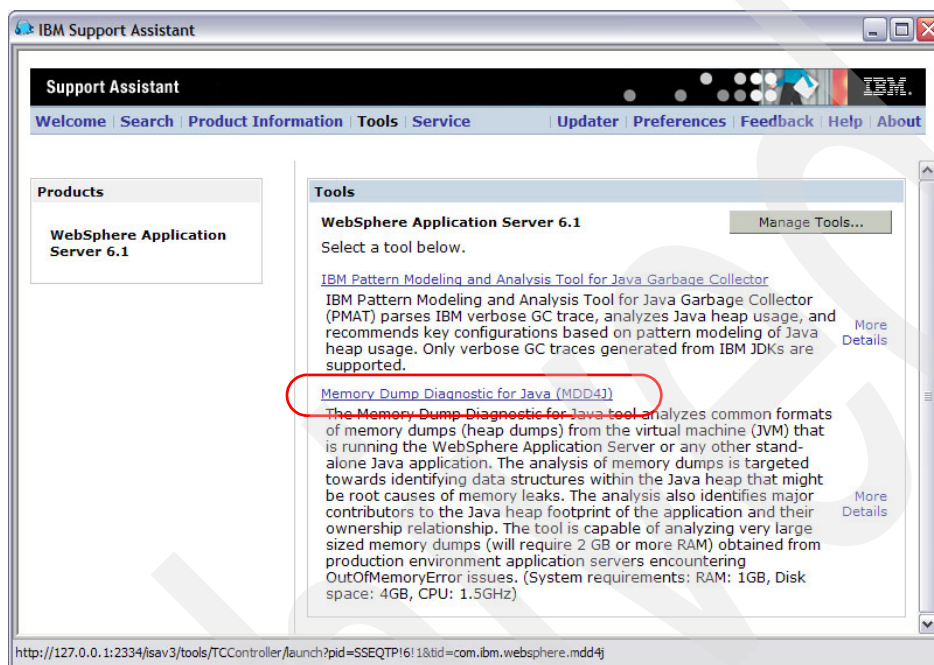 IBM Support Assistant
Support Assistant
IBM.
Welcome | Search | Product Information | Tools | Service | Updater | Preferences | Feedback | Help | About
Products
WebSphere Application
Server 6.1
Tools
WebSphere Application Server 6.1
Manage Tools...
Select a tool below.
IBM Pattern Modeling and Analysis Tool for Java Garbage Collector
IBM Pattern Modeling and Analysis Tool for Java Garbage Collector
(PMAT) parses IBM verbose GC trace, analyzes Java heap usage, and
recommends key configurations based on pattern modeling of Java
heap usage. Only verbose GC traces generated from IBM JDKs are
supported.
More
Details
Memory Dump Diagnostic for Java (MDD4J)
The Memory Dump Diagnostic for Java tool analyzes common formats
of memory dumps (heap dumps) from the virtual machine (JVM) that
is running the WebSphere Application Server or any other stand-
alone Java application. The analysis of memory dumps is targeted
towards identifying data structures within the Java heap that might
be root causes of memory leaks. The analysis also identifies major
contributors to the Java heap footprint of the application and their
ownership relationship. The tool is capable of analyzing very large
sized memory dumps (will require 2 GB or more RAM) obtained from
production environment application servers encountering
OutOfMemoryError issues. (System requirements: RAM: 1GB, Disk
space: 4GB, CPU: 1.5GHz)
More
Details
http://127.0.0.1:2334/isav3/tools/TCController/launch?pid=SSEQTP!6!1&tid=com.ibm.websphere.mdd4j